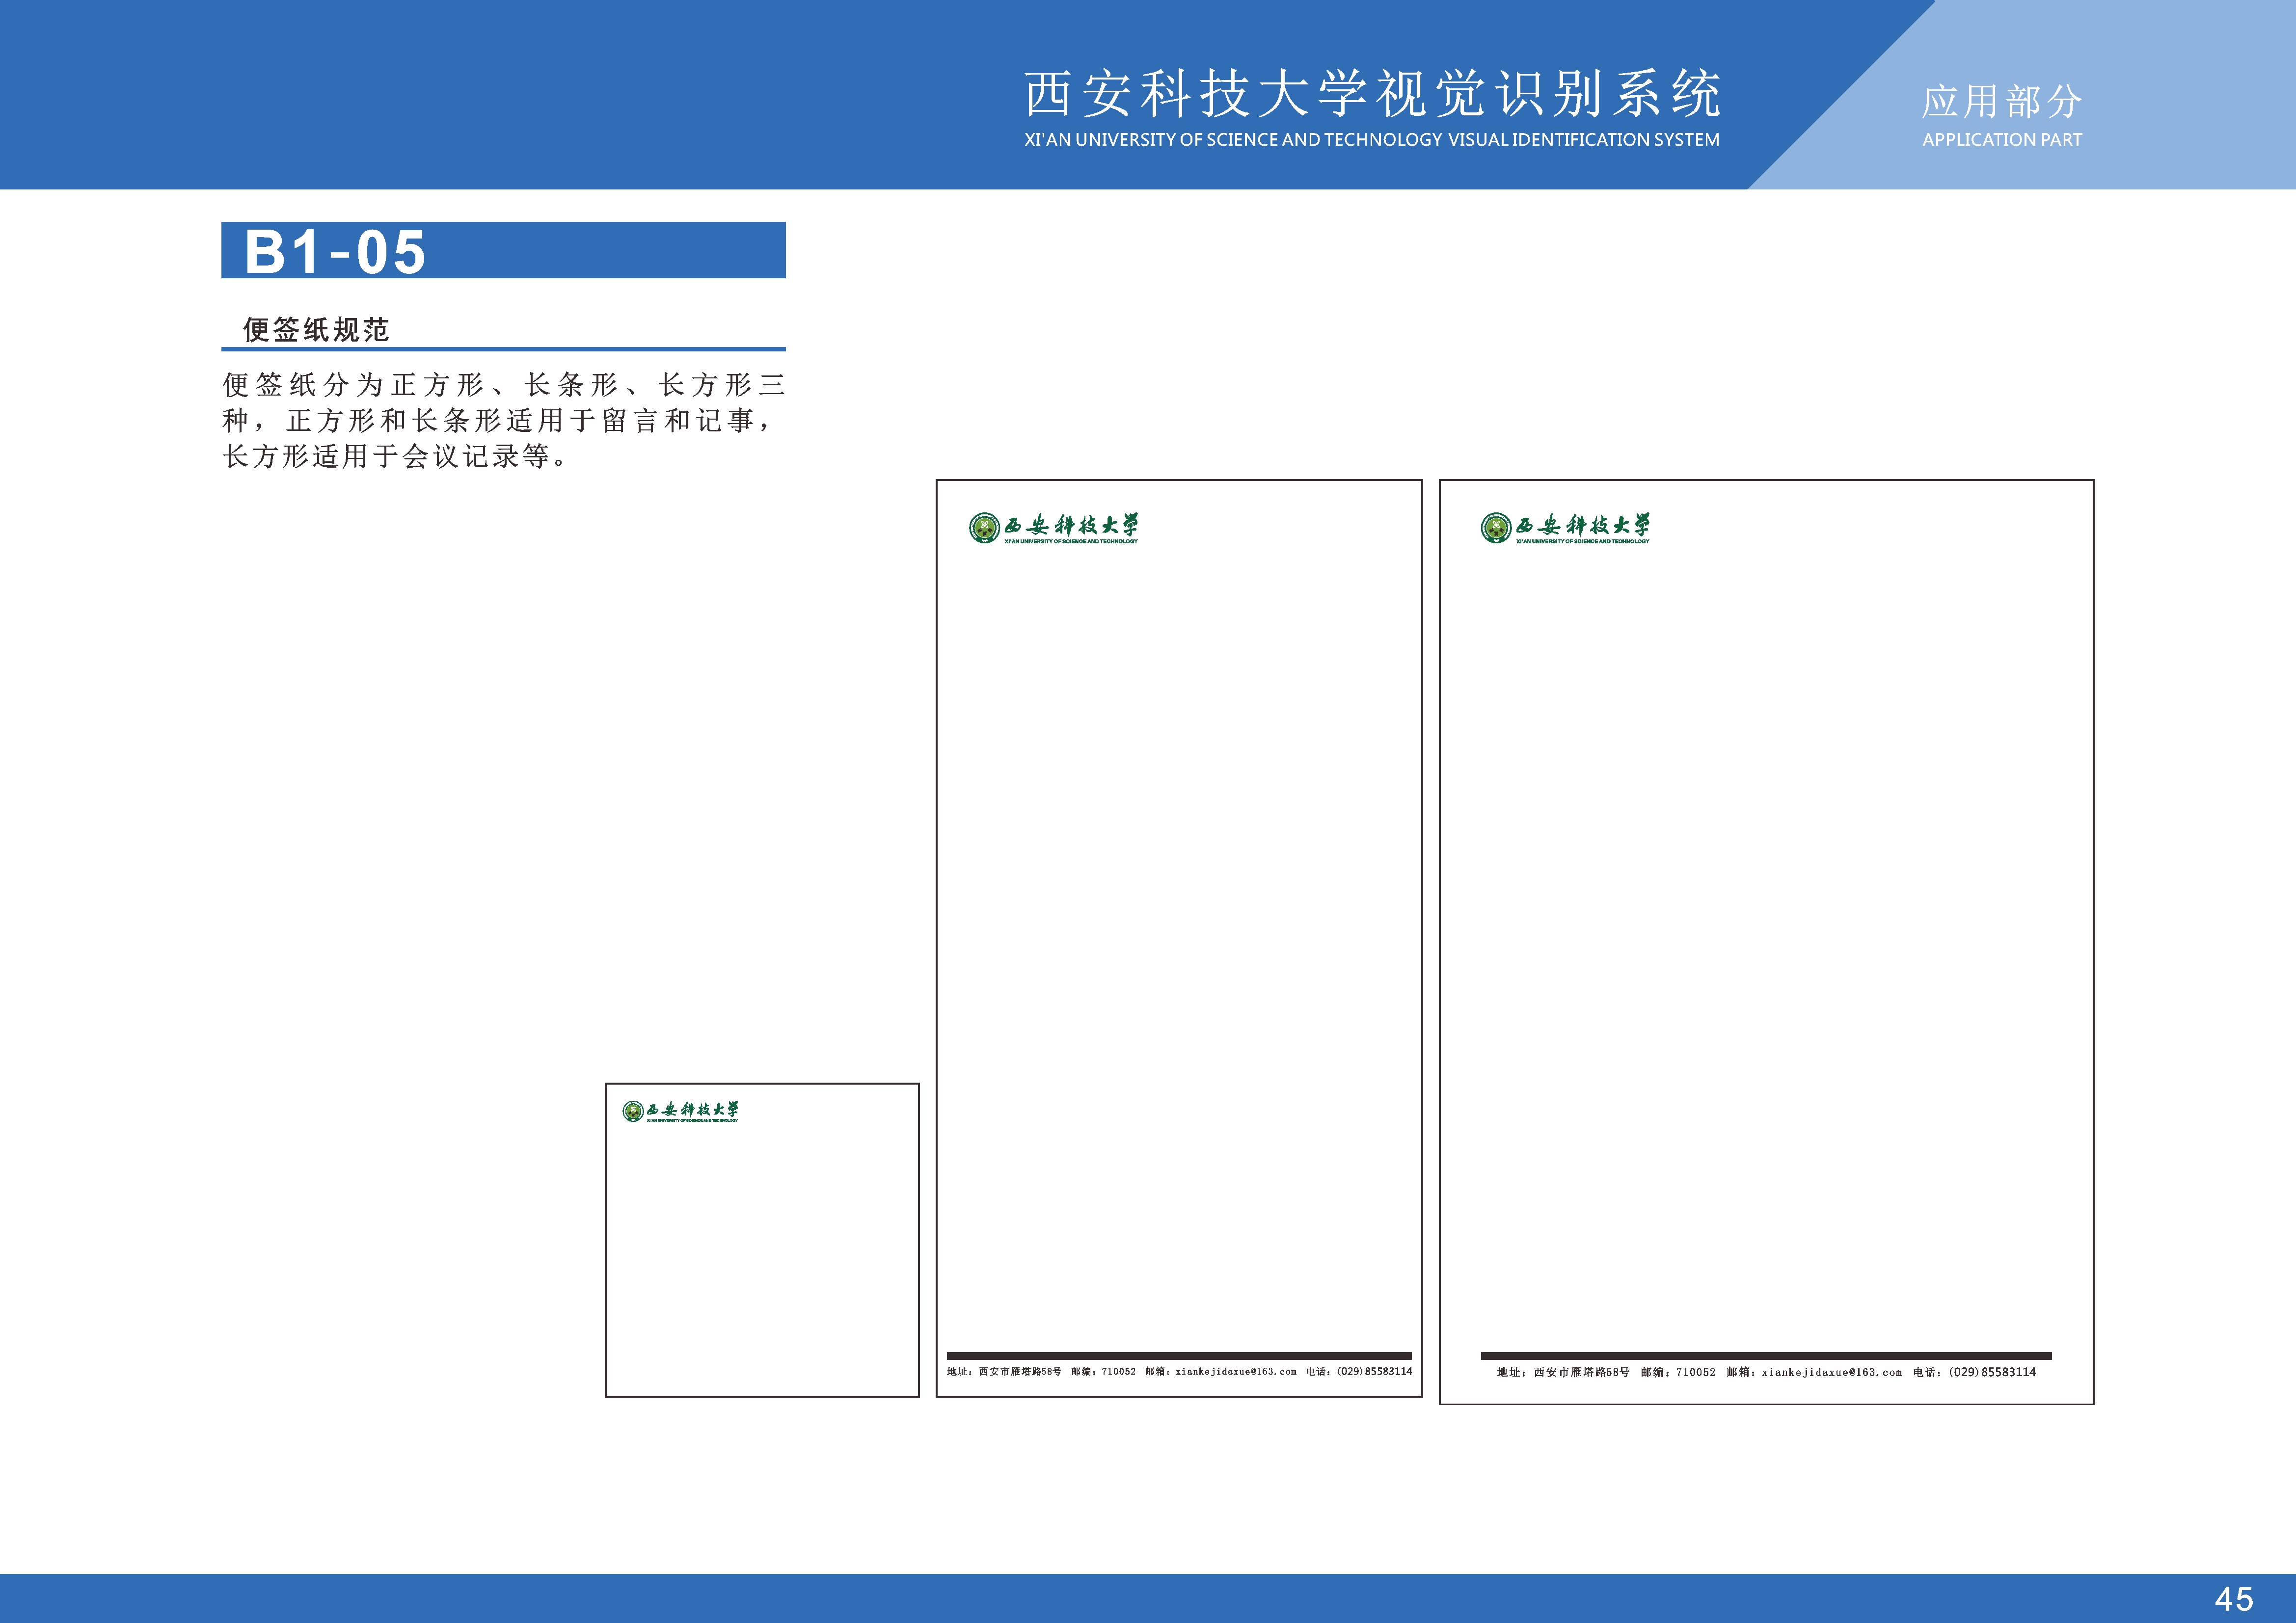 西安科技大学视觉识别系统
XI'AN UNIVERSITY OF SCIENCE AND TECHNOLOGY VISUAL IDENTIFICATION SYSTEM
应用部分
APPLICATION PART
B1-05
便签纸规范
便签纸分为正方形、长条形、长方形三
种，正方形和长条形适用于留言和记事，
长方形适用于会议记录等。
西安科技大学
XI'AN UNIVERSITY OF SCIENCE AND TECHNOLOGY
西安科技大学
XI'AN UNIVERSITY OF SCIENCE AND TECHNOLOGY
西安科技大学
XI'AN UNIVERSITY OF SCIENCE AND TECHNOLOGY
地址：西安市雁塔路58号 邮编：710052 邮箱：xiankejidaxue@163.com 电话：(029)85583114
地址：西安市雁塔路58号 邮编：710052 邮箱：xiankejidaxue@163.com 电话：(029)85583114
45